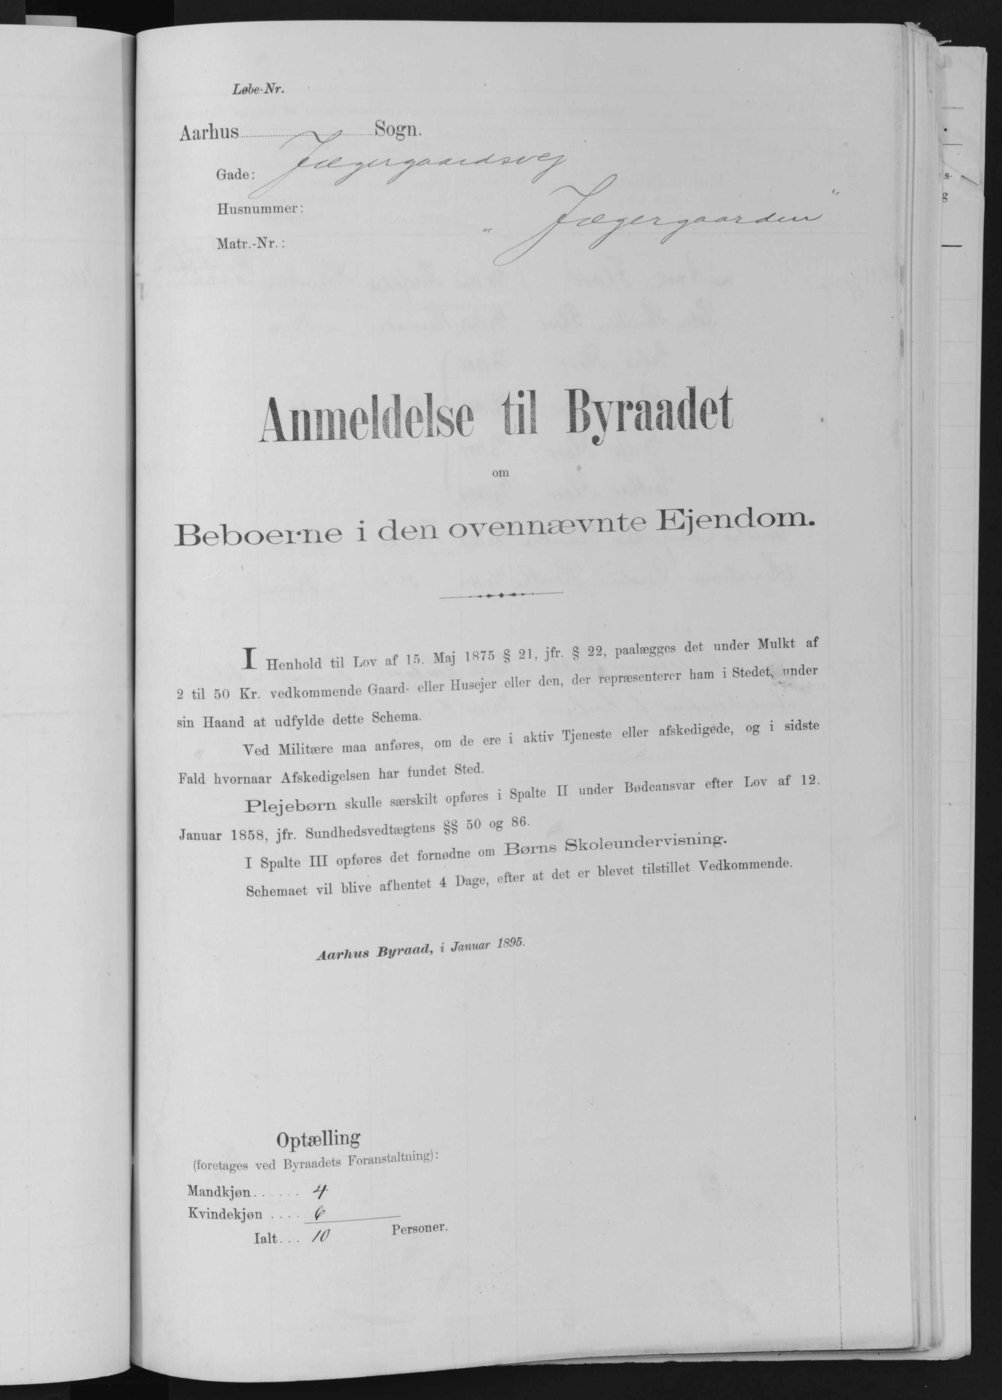 Løbe-Nr.
Aarhus Sogn.
Gade: Jægergaardsvej
Husnummer:
Matr.-Nr.: „Jægergaarden“
Anmeldelse til Byraadet
om
Beboerne i den ovennævnte Ejendom.
I Henhold til Lov af 15. Maj 1875 § 21, jfr. § 22, paalægges det under Mulkt af
2 til 50 Kr. vedkommende Gaard- eller Husejer eller den, der repræsenterer ham i Stedet, under
sin Haand at udfylde dette Schema.
Ved Militære maa anføres, om de ere i aktiv Tjeneste eller afskedigede, og i sidste
Fald hvornaar Afskedigelsen har fundet Sted.
Plejebørn skulle særskilt opføres i Spalte II under Bødeansvar efter Lov af 12.
Januar 1858, jfr. Sundhedsvedtægtens §§ 50 og 86.
I Spalte III opføres det fornødne om Børns Skoleundervisning.
Schemaet vil blive afhentet 4 Dage, efter at det er blevet tilstillet Vedkommende.
Aarhus Byraad, i Januar 1895.
Optælling
(foretages ved Byraadets Foranstaltning):
Mandkjøn...... 4
Kvindekjøn .... 6
Ialt... 10 Personer.